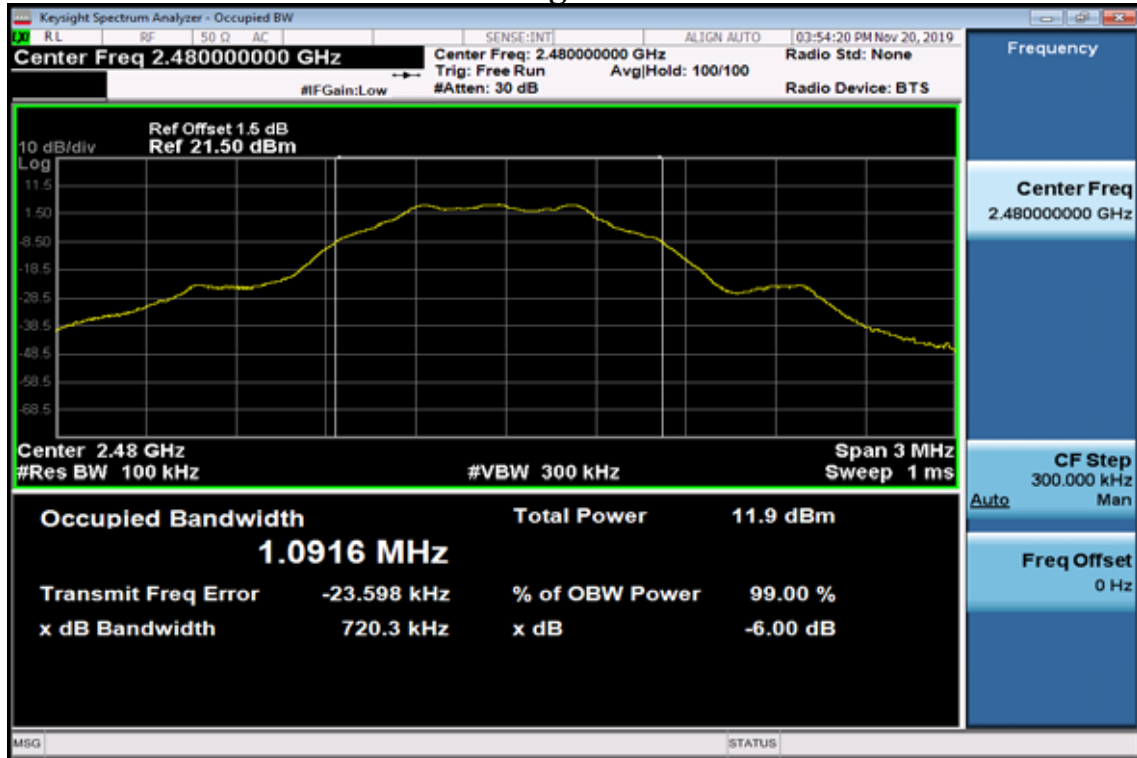 Keysight Spectrum Analyzer - Occupied BW
RL RF 50 Ω AC SENSE:INT ALIGN AUTO 03:54:20 PM Nov 20, 2019
Center Freq 2.480000000 GHz
Center Freq: 2.480000000 GHz Radio Std: None
Trig: Free Run Avg|Hold: 100/100
#IFGain:Low #Atten: 30 dB Radio Device: BTS
Frequency
Ref Offset 1.5 dB
10 dB/div Ref 21.50 dBm
Log
11.5
1.50
-8.50
-18.5
-28.5
-38.5
-48.5
-58.5
-68.5
Center 2.48 GHz Span 3 MHz
#Res BW 100 kHz #VBW 300 kHz Sweep 1 ms
Center Freq
2.480000000 GHz
CF Step
300.000 kHz
Auto Man
Freq Offset
0 Hz
Occupied Bandwidth Total Power 11.9 dBm
1.0916 MHz
Transmit Freq Error -23.598 kHz % of OBW Power 99.00 %
x dB Bandwidth 720.3 kHz x dB -6.00 dB
MSG STATUS